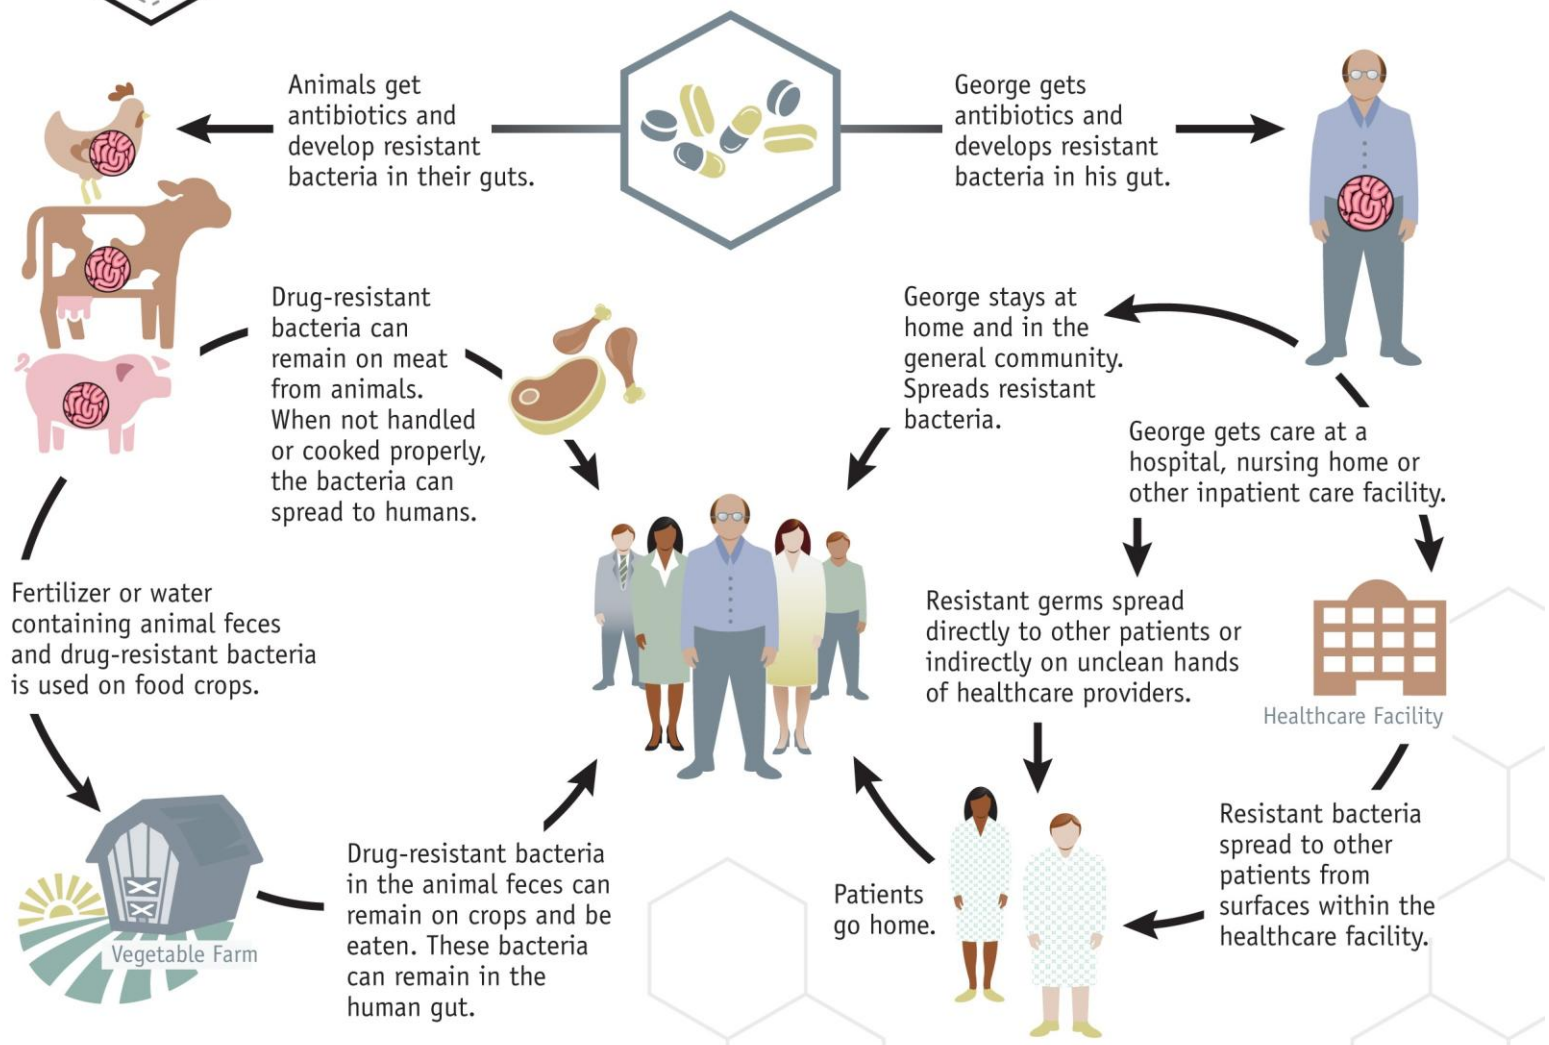 Animals get
antibiotics and
develop resistant
bacteria in their guts.
George gets
antibiotics and
develops resistant
bacteria in his gut.
Drug-resistant
bacteria can
remain on meat
from animals.
When not handled
or cooked properly,
the bacteria can
spread to humans.
George stays at
home and in the
general community.
Spreads resistant
bacteria.
George gets care at a
hospital, nursing home or
other inpatient care facility.
Fertilizer or water
containing animal feces
and drug-resistant bacteria
is used on food crops.
Resistant germs spread
directly to other patients or
indirectly on unclean hands
of healthcare providers.
Healthcare Facility
Vegetable Farm
Drug-resistant bacteria
in the animal feces can
remain on crops and be
eaten. These bacteria
can remain in the
human gut.
Patients
go home.
Resistant bacteria
spread to other
patients from
surfaces within the
healthcare facility.